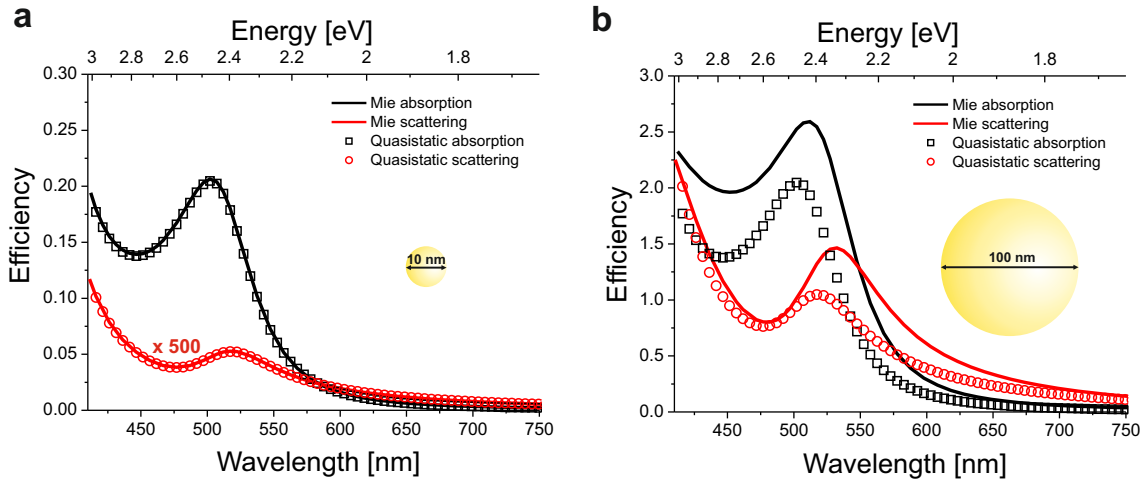 a
Energy [eV]
3 2.8 2.6 2.4 2.2 2 1.8
0.30
0.25
0.20
0.15
0.10
0.05
0.00
Efficiency
Mie absorption
Mie scattering
Quasistatic absorption
Quasistatic scattering
10 nm
x 500
450 500 550 600 650 700 750
Wavelength [nm]
b
Energy [eV]
3 2.8 2.6 2.4 2.2 2 1.8
3.0
2.5
2.0
1.5
1.0
0.5
0.0
Efficiency
Mie absorption
Mie scattering
Quasistatic absorption
Quasistatic scattering
100 nm
450 500 550 600 650 700 750
Wavelength [nm]